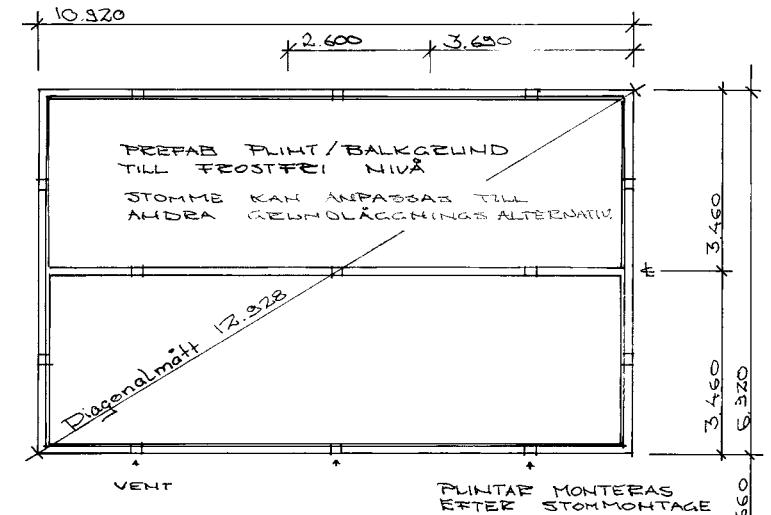 10.920
2.600 3.690
PREFAB PLINT/BALKGRUND
TILL FROSTFRI NIVÅ
STOMME KAN ANPASSAS TILL
ANDRA GRUNDLÄGGNINGS ALTERNATIV.
3.460
Diagonalmått 12.928
3.460
6.920
VENT
PLINTAR MONTERAS
EFTER STOMMONTAGE